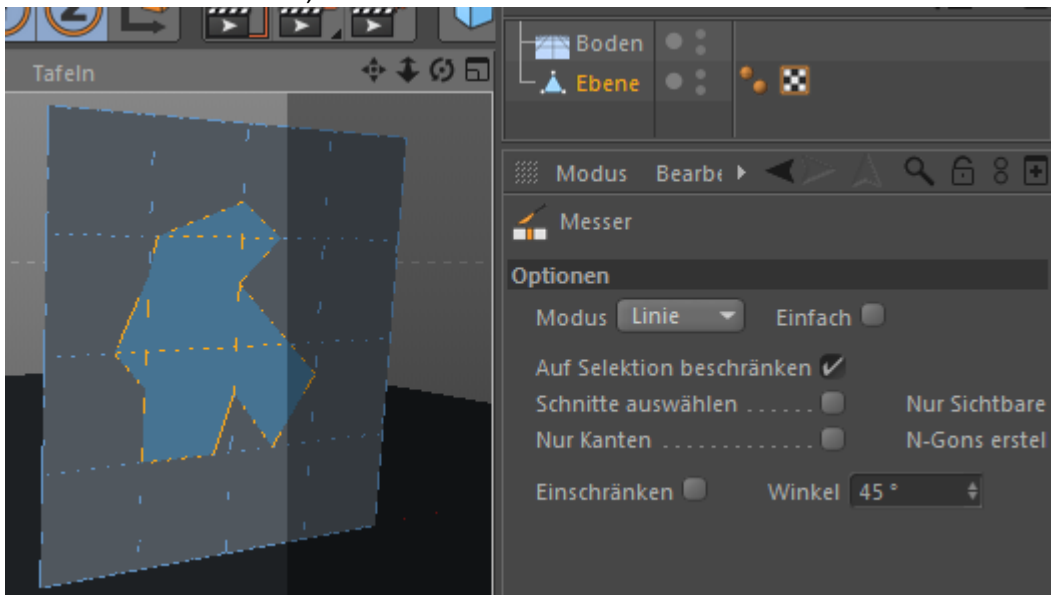 Tafeln
Boden
Ebene
Modus Bearbe
Messer
Optionen
Modus Linie Einfach
Auf Selektion beschränken
Schnitte auswählen ..... Nur Sichtbare
Nur Kanten ............. N-Gons erstel
Einschränken Winkel 45 °